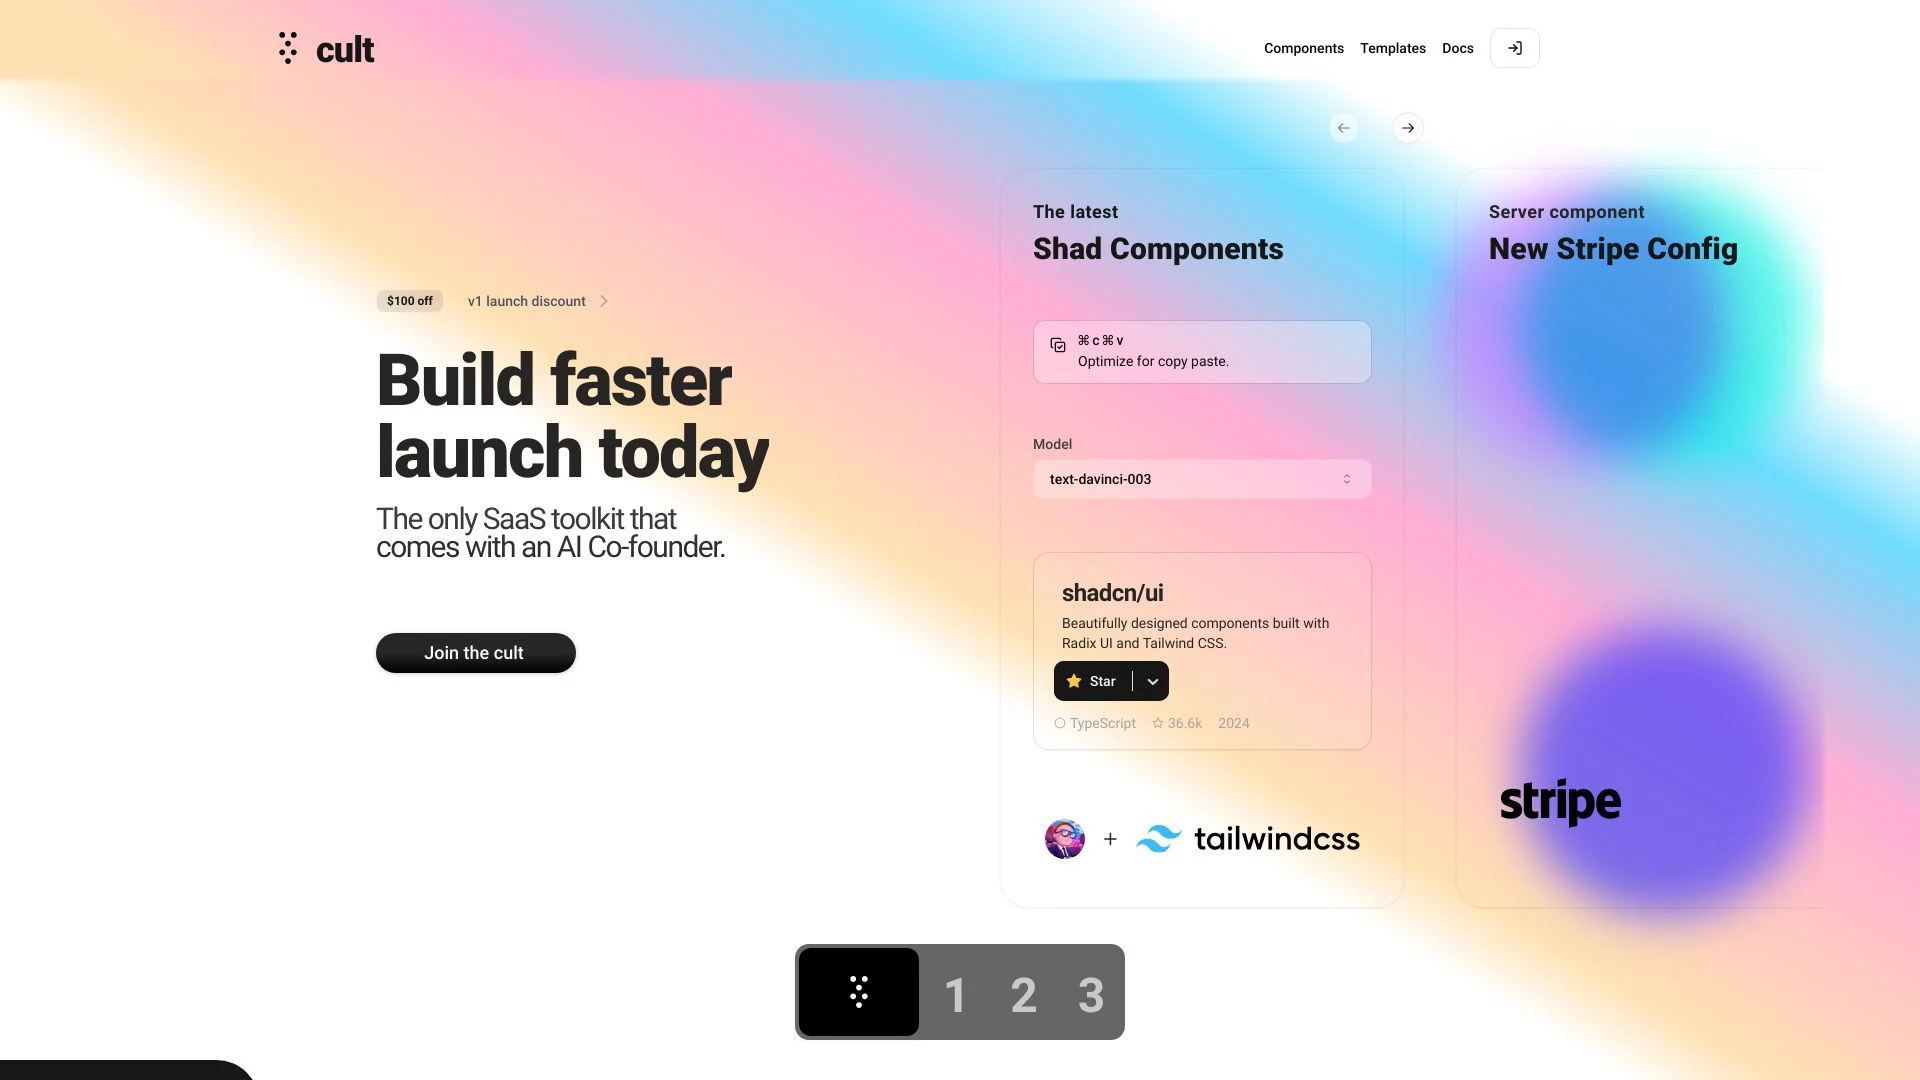 cult
Components Templates Docs
$100 off v1 launch discount
Build faster
launch today
The only SaaS toolkit that
comes with an AI Co-founder.
Join the cult
The latest
Shad Components
⌘ c ⌘ v
Optimize for copy paste.
Model
text-davinci-003
shadcn/ui
Beautifully designed components built with
Radix UI and Tailwind CSS.
Star
TypeScript 36.6k 2024
+ tailwindcss
Server component
New Stripe Config
stripe
1 2 3